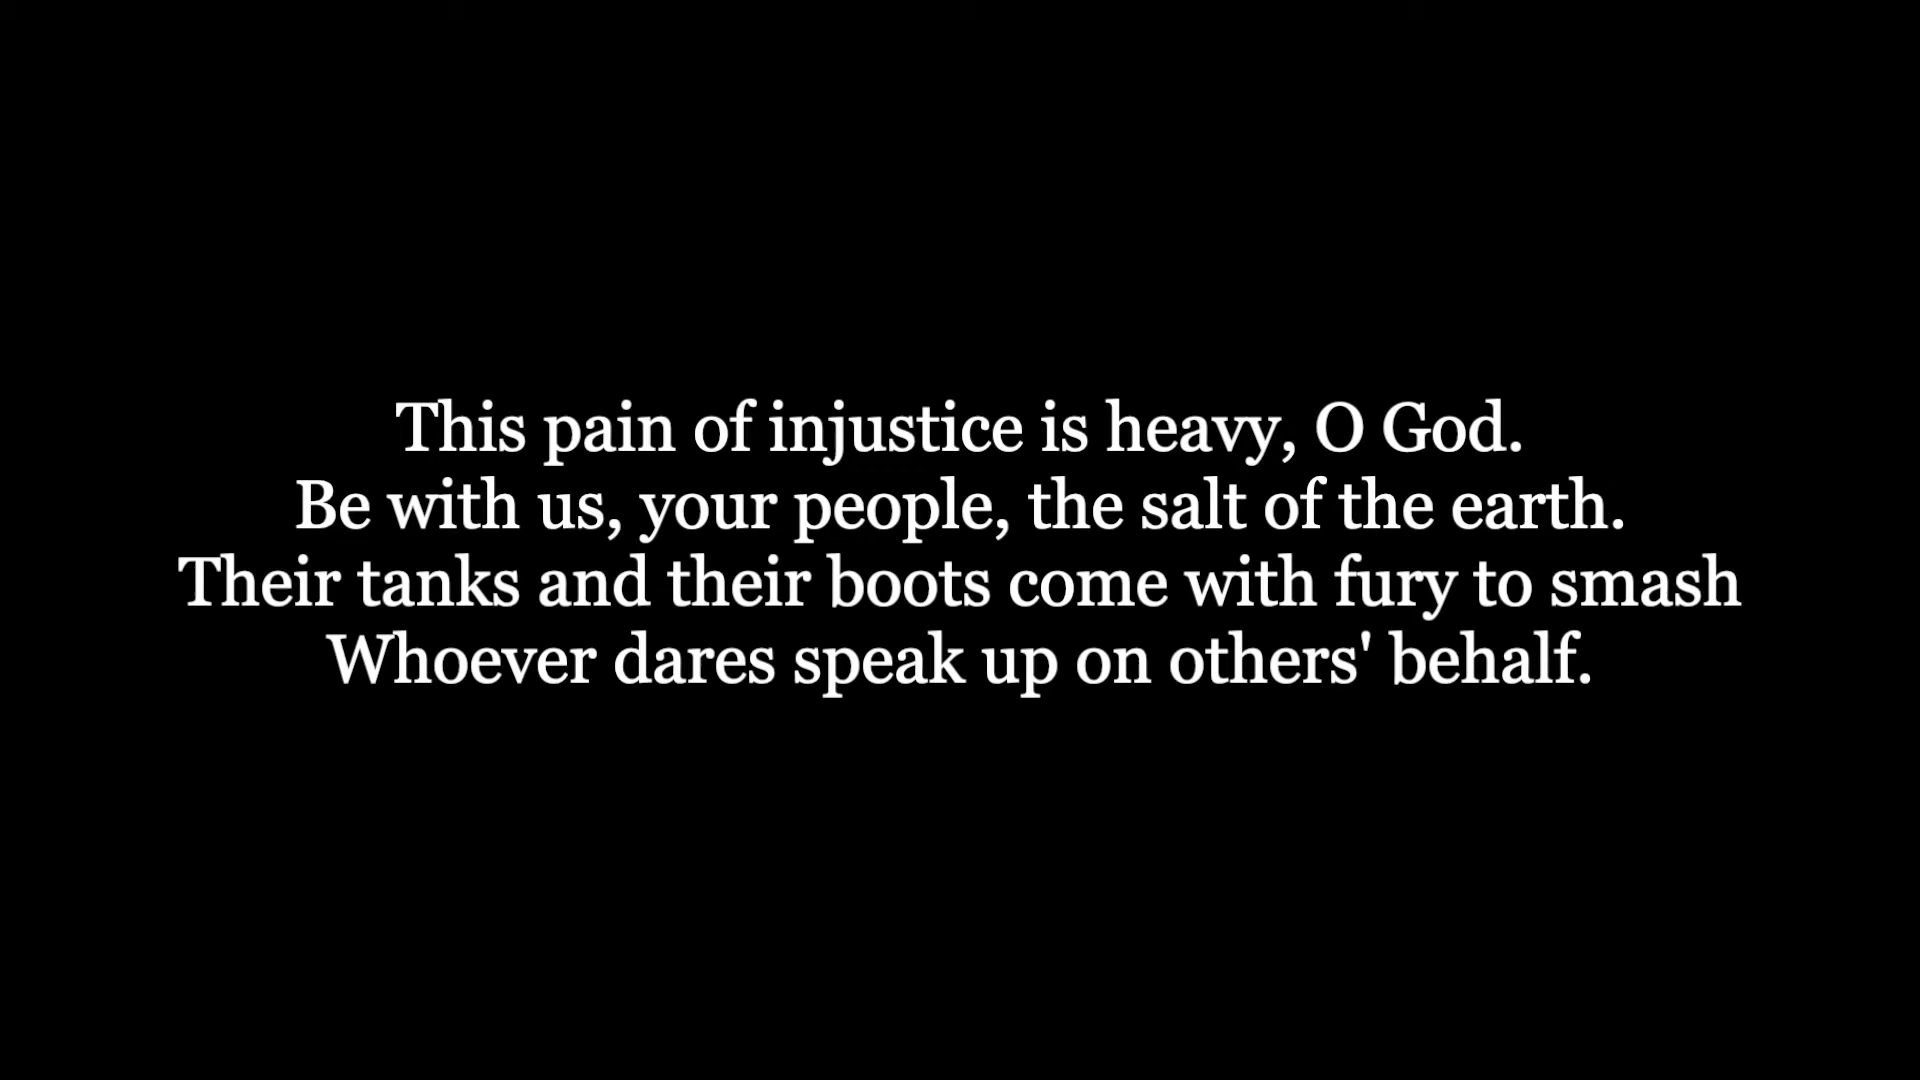 This pain of injustice is heavy, O God.
Be with us, your people, the salt of the earth.
Their tanks and their boots come with fury to smash
Whoever dares speak up on others' behalf.